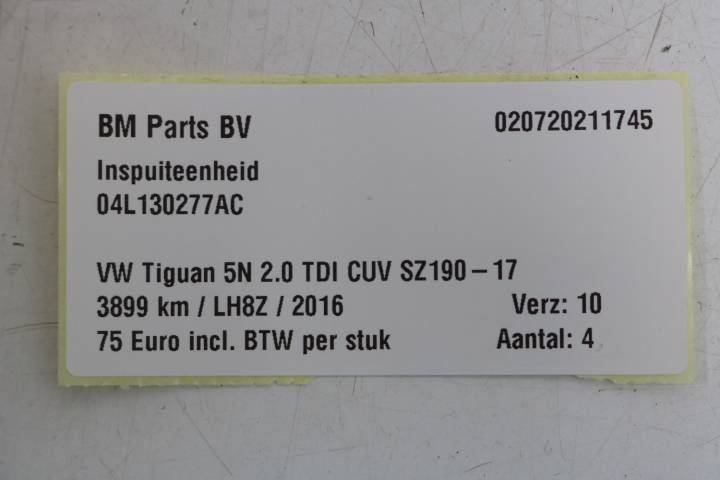 BM Parts BV 020720211745
Inspuiteenheid
04L130277AC
VW Tiguan 5N 2.0 TDI CUV SZ190 – 17
3899 km / LH8Z / 2016 Verz: 10
75 Euro incl. BTW per stuk Aantal: 4